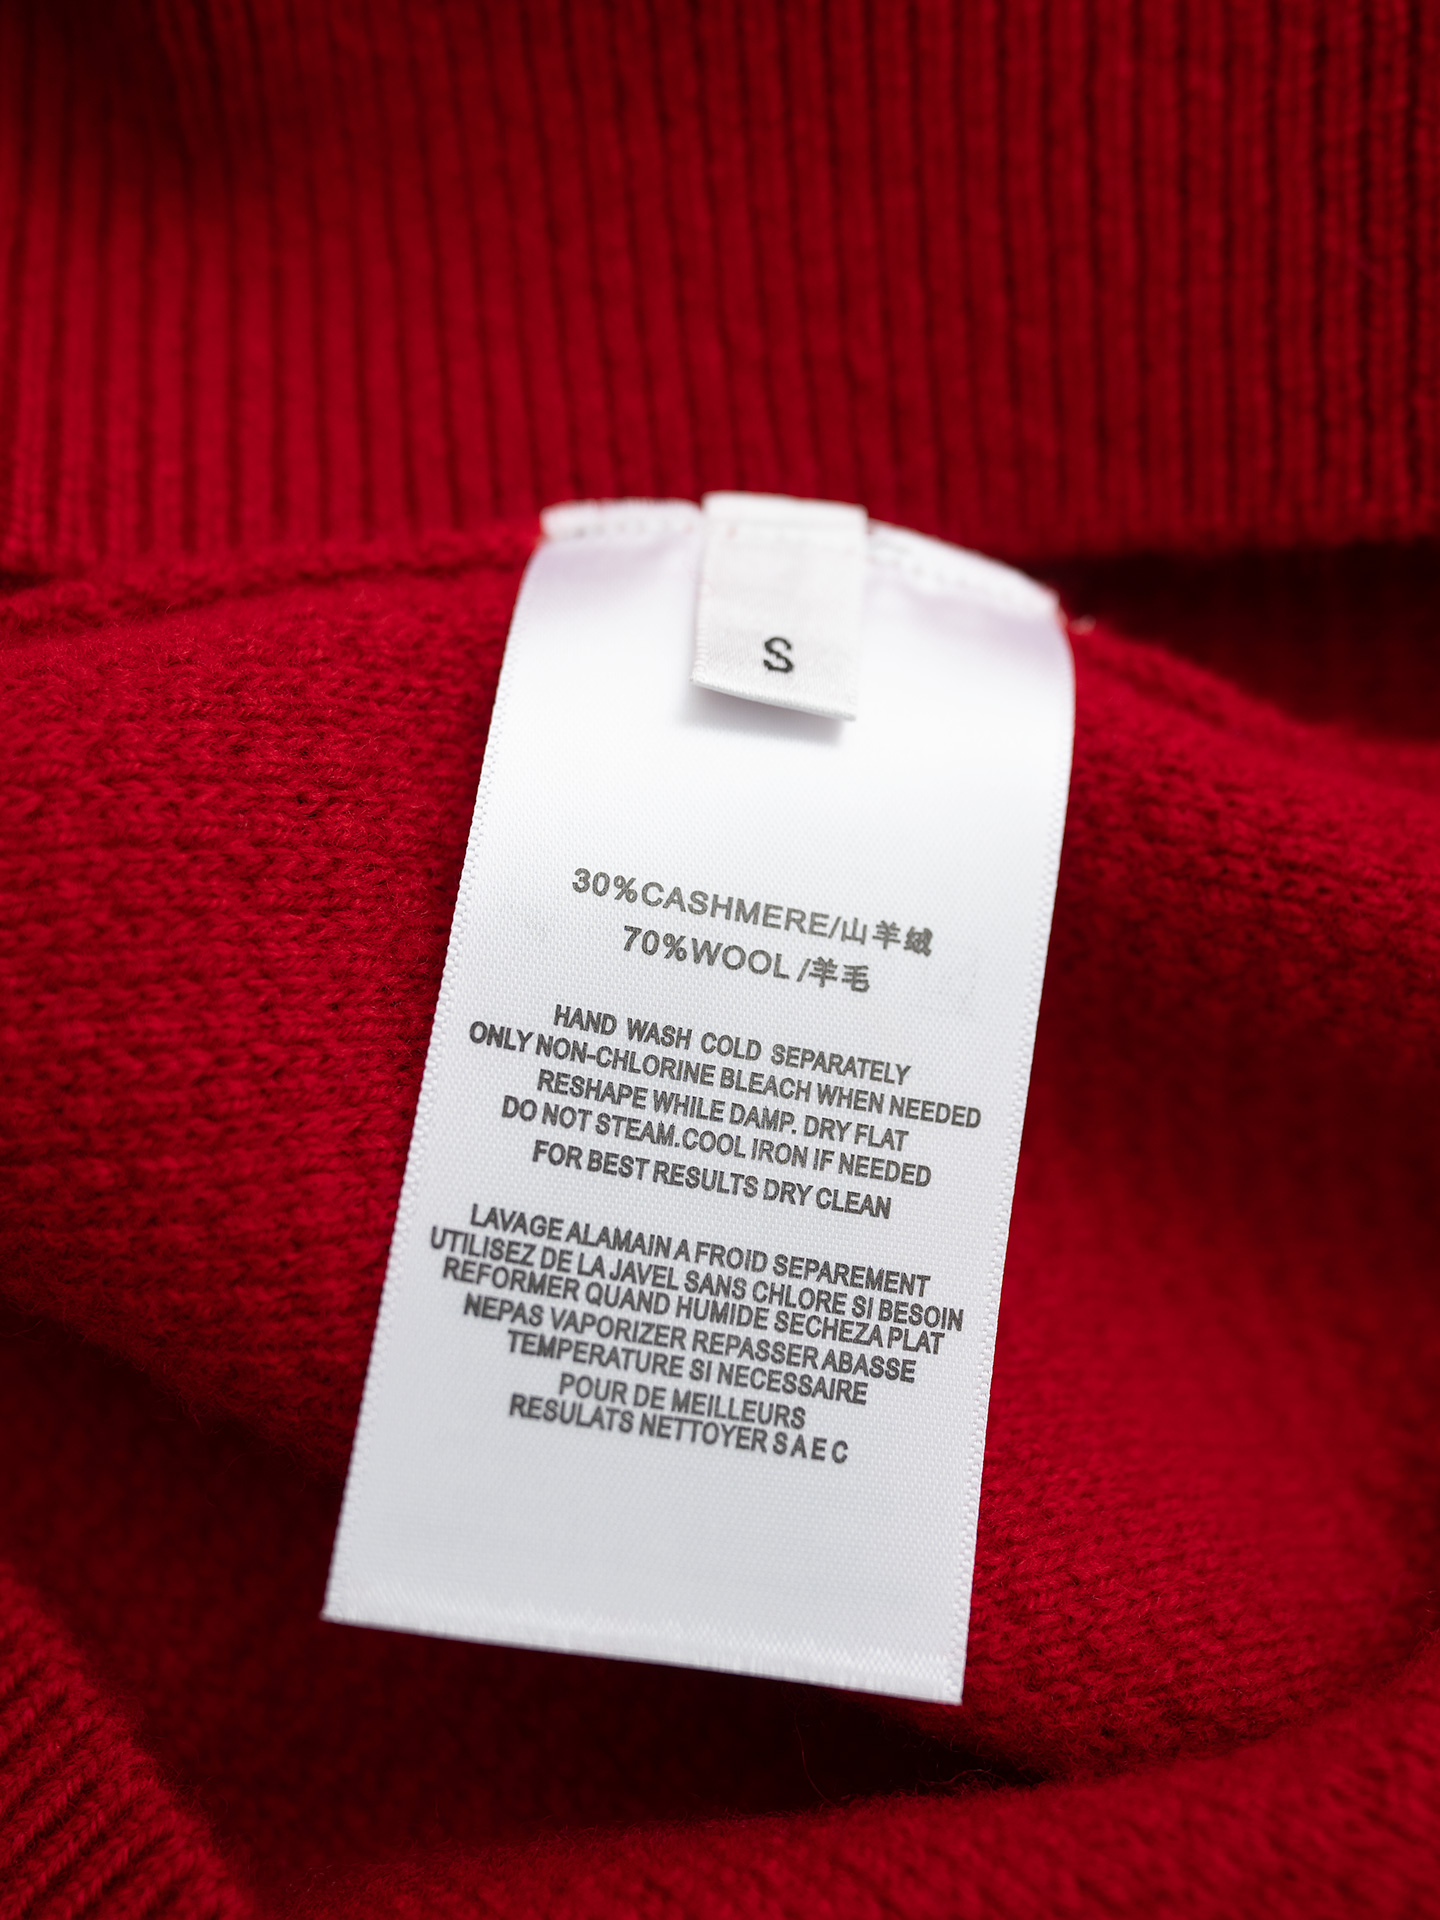 S
30%CASHMERE/山羊绒
70%WOOL /羊毛
HAND WASH COLD SEPARATELY
ONLY NON-CHLORINE BLEACH WHEN NEEDED
RESHAPE WHILE DAMP. DRY FLAT
DO NOT STEAM.COOL IRON IF NEEDED
FOR BEST RESULTS DRY CLEAN
LAVAGE ALAMAIN A FROID SEPAREMENT
UTILISEZ DE LA JAVEL SANS CHLORE SI BESOIN
REFORMER QUAND HUMIDE SECHEZA PLAT
NEPAS VAPORIZER REPASSER ABASSE
TEMPERATURE SI NECESSAIRE
POUR DE MEILLEURS
RESULATS NETTOYER S A E C